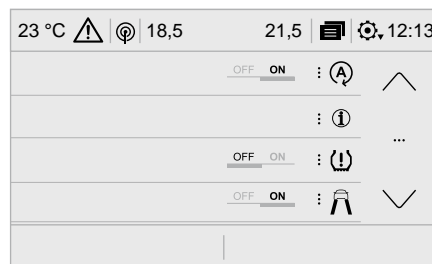 23 °C 18,5 21,5 12:13
OFF ON A
i
OFF ON !
OFF ON
...